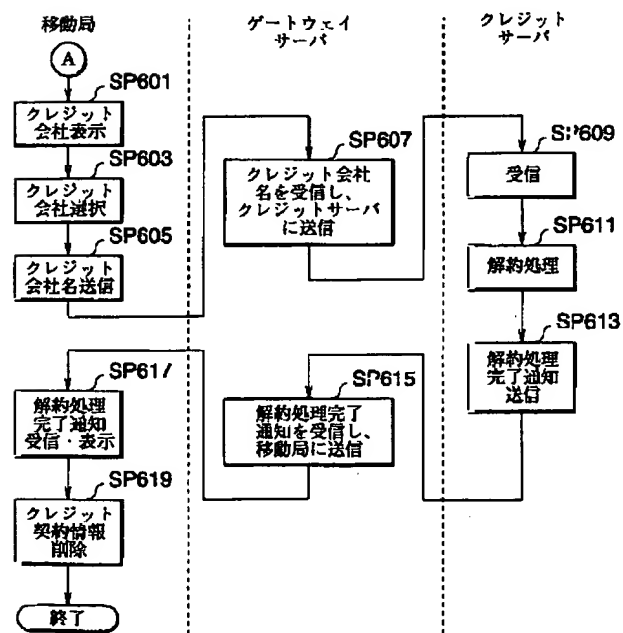 移動局
ゲートウェイ
サーバ
クレジット
サーバ
A
SP601
クレジット
会社表示
SP603
クレジット
会社選択
SP605
クレジット
会社名送信
SP607
クレジット会社
名を受信し、
クレジットサーバ
に送信
SP609
受信
SP611
解約処理
SP613
解約処理
完了通知
送信
SP615
解約処理完了
通知を受信し、
移動局に送信
SP617
解約処理
完了通知
受信・表示
SP619
クレジット
契約情報
削除
終了